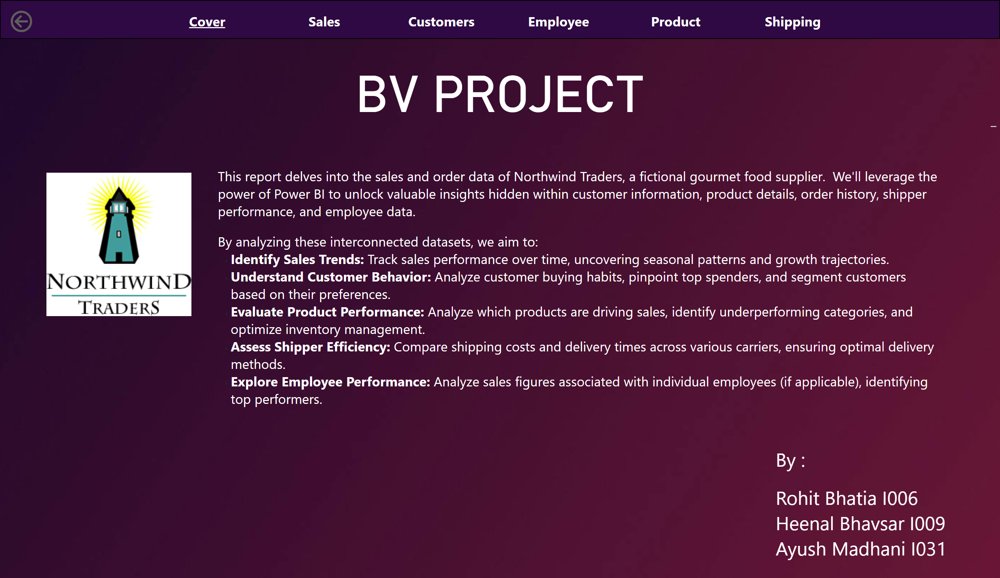 Cover Sales Customers Employee Product Shipping
BV PROJECT
NORTHWIND
TRADERS
This report delves into the sales and order data of Northwind Traders, a fictional gourmet food supplier.  We'll leverage the
power of Power BI to unlock valuable insights hidden within customer information, product details, order history, shipper
performance, and employee data.
By analyzing these interconnected datasets, we aim to:
Identify Sales Trends: Track sales performance over time, uncovering seasonal patterns and growth trajectories.
Understand Customer Behavior: Analyze customer buying habits, pinpoint top spenders, and segment customers
based on their preferences.
Evaluate Product Performance: Analyze which products are driving sales, identify underperforming categories, and
optimize inventory management.
Assess Shipper Efficiency: Compare shipping costs and delivery times across various carriers, ensuring optimal delivery
methods.
Explore Employee Performance: Analyze sales figures associated with individual employees (if applicable), identifying
top performers.
By :
Rohit Bhatia I006
Heenal Bhavsar I009
Ayush Madhani I031